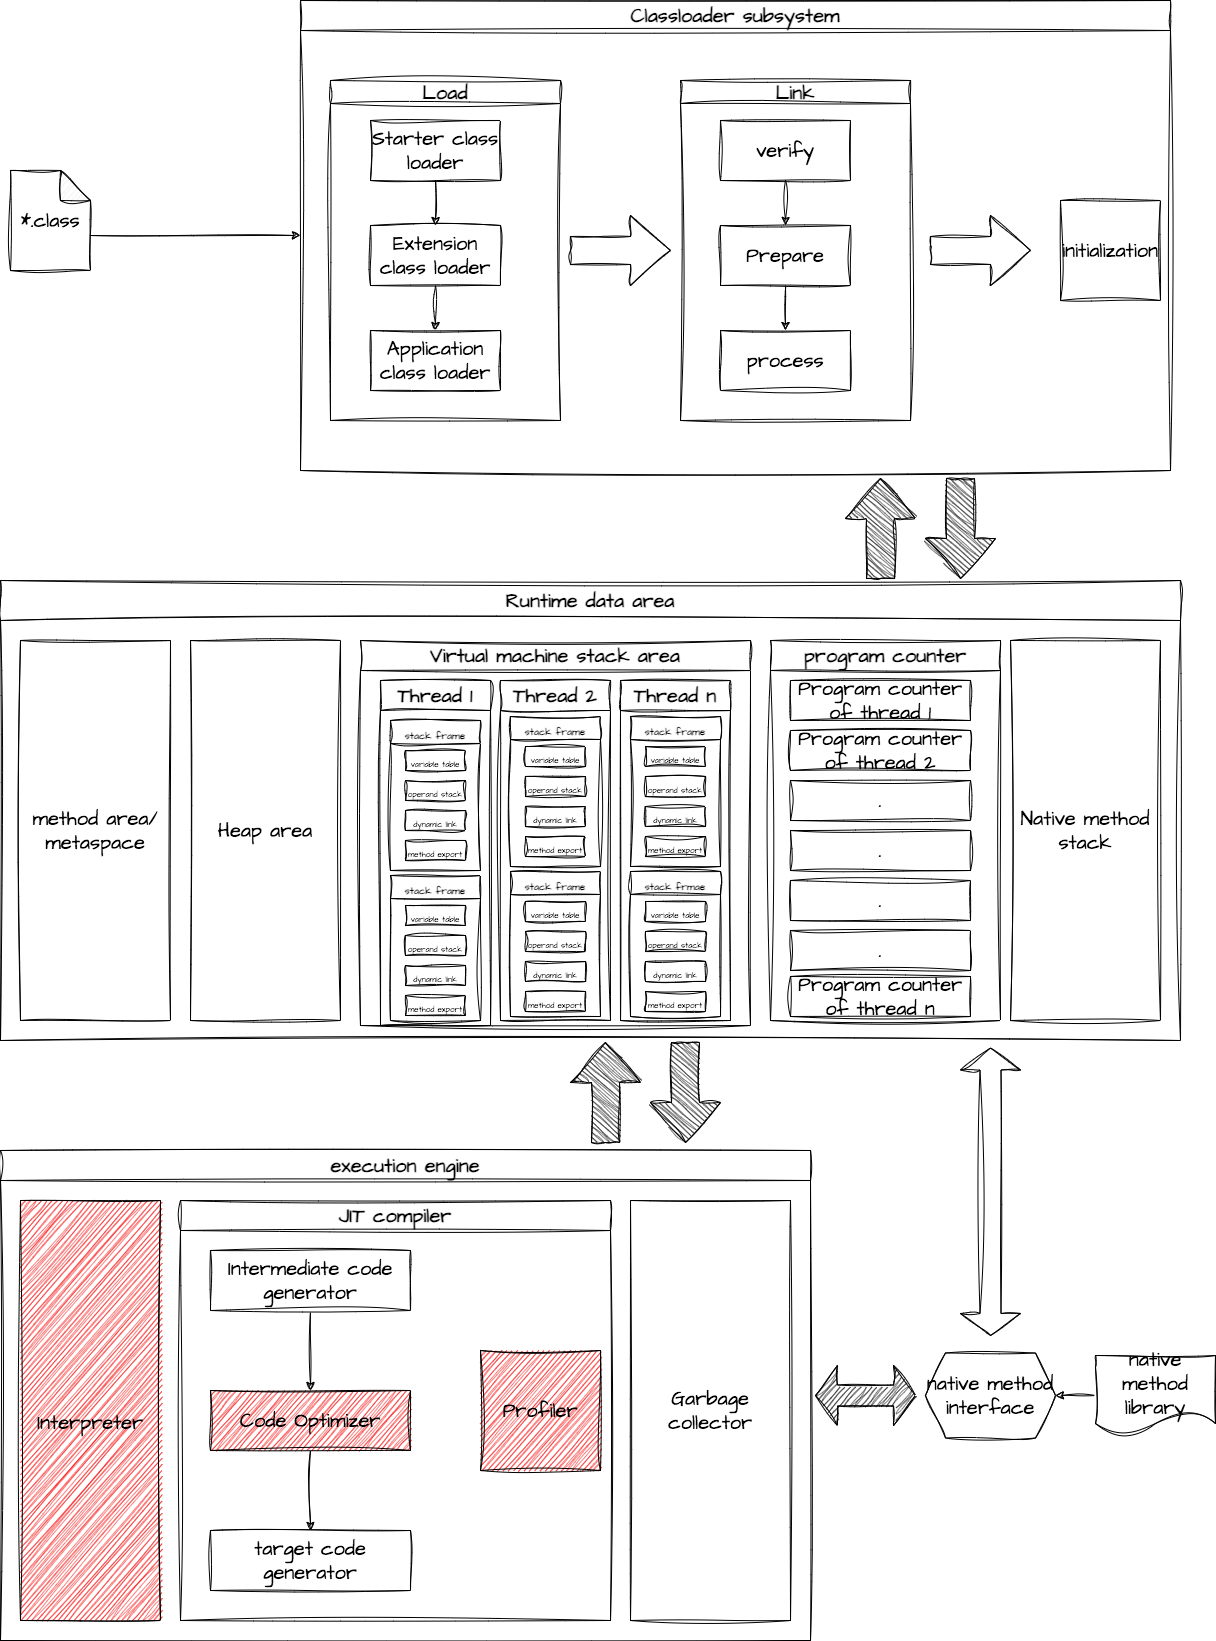 Classloader subsystem
Load
Starter class
loader
Extension
class loader
Application
class loader
Link
verify
Prepare
process
initialization
*.class
Runtime data area
method area/
metaspace
Heap area
Virtual machine stack area
Thread 1
stack frame
variable table
operand stack
dynamic link
method export
stack frame
variable table
operand stack
dynamic link
method export
Thread 2
stack frame
variable table
operand stack
dynamic link
method export
stack frame
variable table
operand stack
dynamic link
method export
Thread n
stack frame
variable table
operand stack
dynamic link
method export
stack frmae
variable table
operand stack
dynamic link
method export
program counter
Program counter
of thread 1
Program counter
of thread 2
.
.
.
.
Program counter
of thread n
Native method
stack
execution engine
Interpreter
JIT compiler
Intermediate code
generator
Code Optimizer
target code
generator
Profiler
Garbage
collector
native method
interface
native
method
library